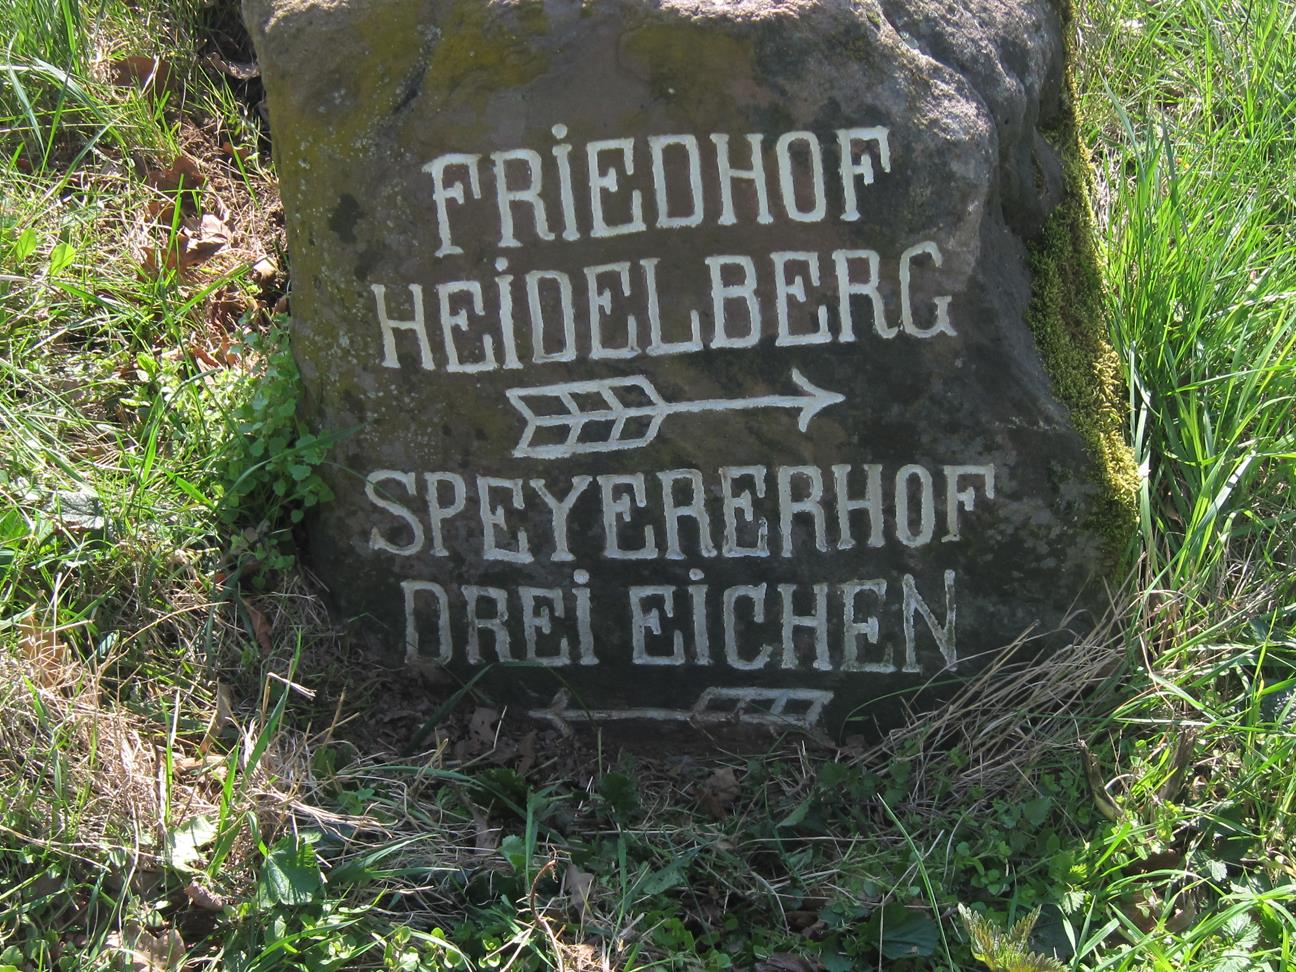 FRiEDHOF
HEiDELBERG
SPEYERERHOF
DREi EiCHEN